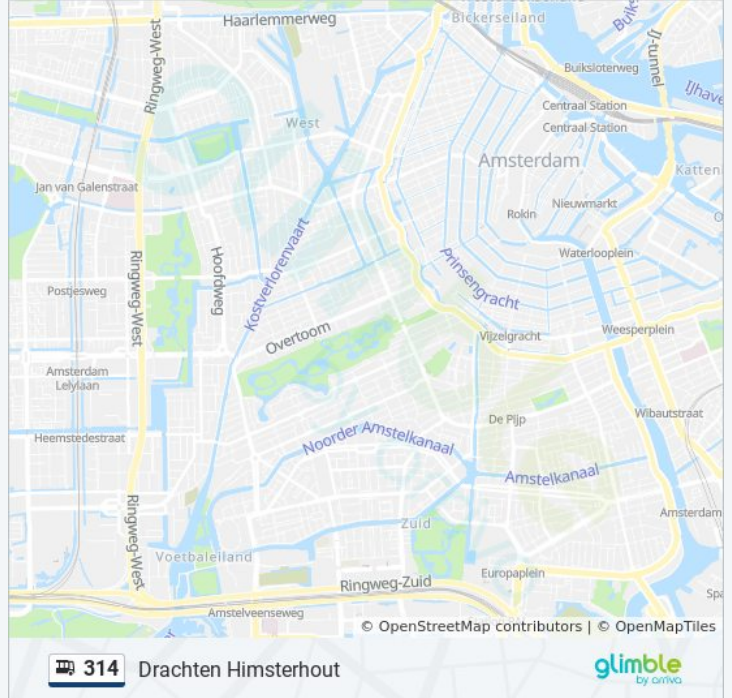 Haarlemmerweg
Bickerseiland
Ringweg-West
IJ-tunnel
Buiksloterweg
IJhave
Centraal Station
Centraal Station
West
Amsterdam
Katten
Jan van Galenstraat
Nieuwmarkt
Rokin
Hoofdweg
Kostverlorenvaart
Prinsengracht
Waterlooplein
Ringweg-West
Postjesweg
Overtoom
Vijzelgracht
Weesperplein
Amsterdam
Lelylaan
De Pijp
Wibautstraat
Heemstedestraat
Noorder Amstelkanaal
Amstelkanaal
Ringweg-West
Amsterdam
Zuid
Voetbaleiland
Europaplein
Ringweg-Zuid
Spa
Amstelveenseweg
© OpenStreetMap contributors | © OpenMapTiles
314 Drachten Himsterhout
glimble
by arriva